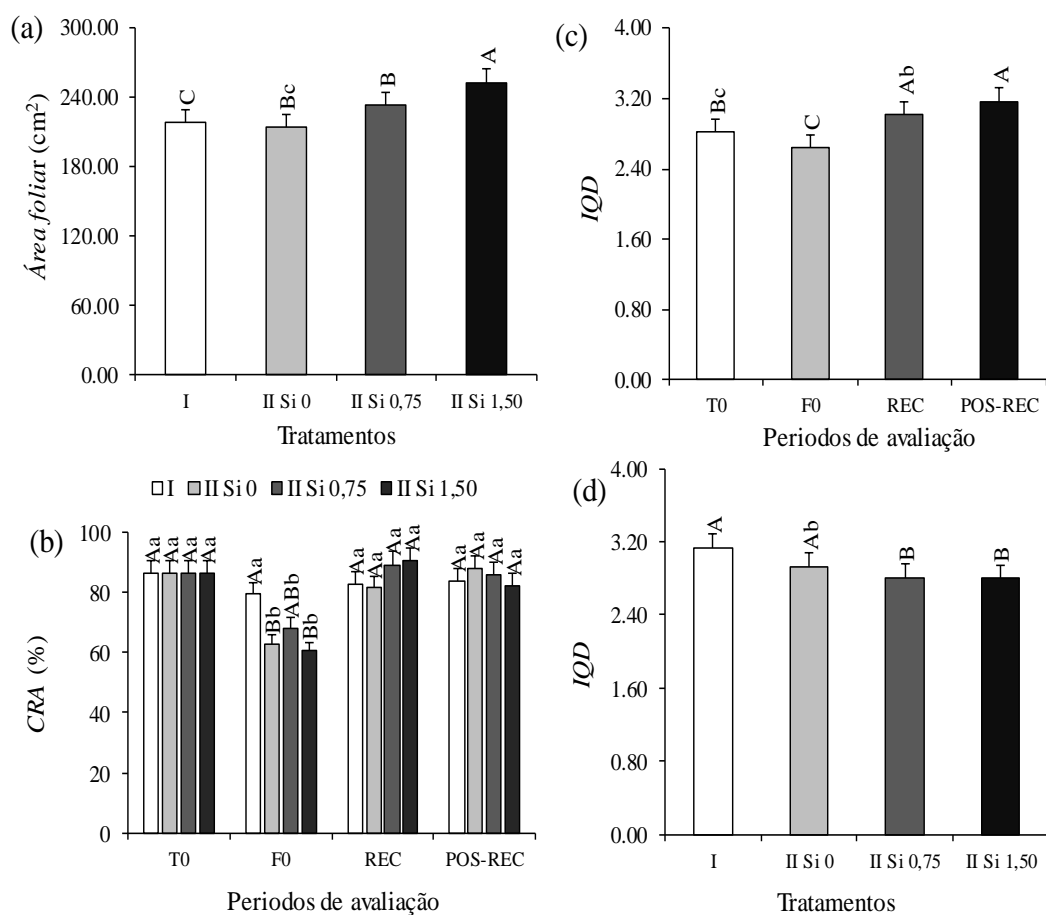 (a)
Área foliar (cm²)
300.00
240.00
180.00
120.00
60.00
0.00
C
Bc
B
A
I
II Si 0
II Si 0,75
II Si 1,50
Tratamentos
(c)
IQD
4.00
3.20
2.40
1.60
0.80
0.00
Bc
C
Ab
A
T0
F0
REC
POS-REC
Periodos de avaliação
I
II Si 0
II Si 0,75
II Si 1,50
(b)
CRA (%)
100
80
60
40
20
0
Aa
Aa
Aa
Aa
Aa
Bb
ABb
Bb
Aa
Aa
Aa
Aa
Aa
Aa
Aa
Aa
T0
F0
REC
POS-REC
Periodos de avaliação
(d)
IQD
4.00
3.20
2.40
1.60
0.80
0.00
A
Ab
B
B
I
II Si 0
II Si 0,75
II Si 1,50
Tratamentos